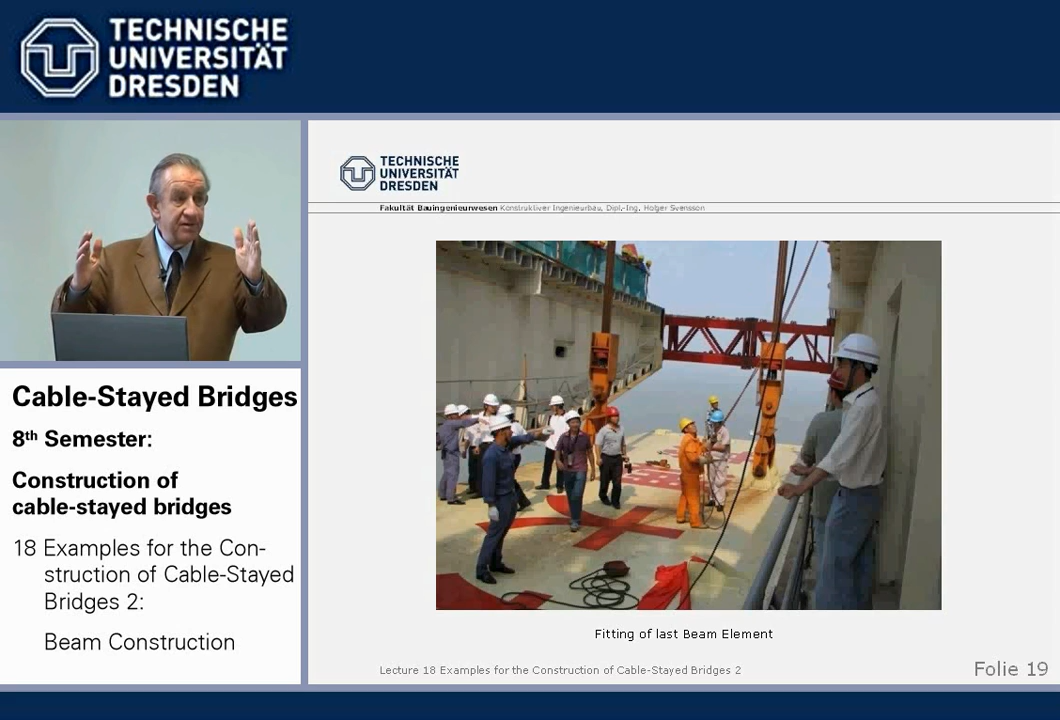 TECHNISCHE
UNIVERSITÄT
DRESDEN
TECHNISCHE
UNIVERSITÄT
DRESDEN
Fakultät Bauingenieurwesen Konstruktiver Ingenieurbau, Dipl.-Ing. Holger Svensson
Cable-Stayed Bridges
8th Semester:
Construction of
cable-stayed bridges
18 Examples for the Con-
struction of Cable-Stayed
Bridges 2:
Beam Construction
Fitting of last Beam Element
Lecture 18 Examples for the Construction of Cable-Stayed Bridges 2
Folie 19